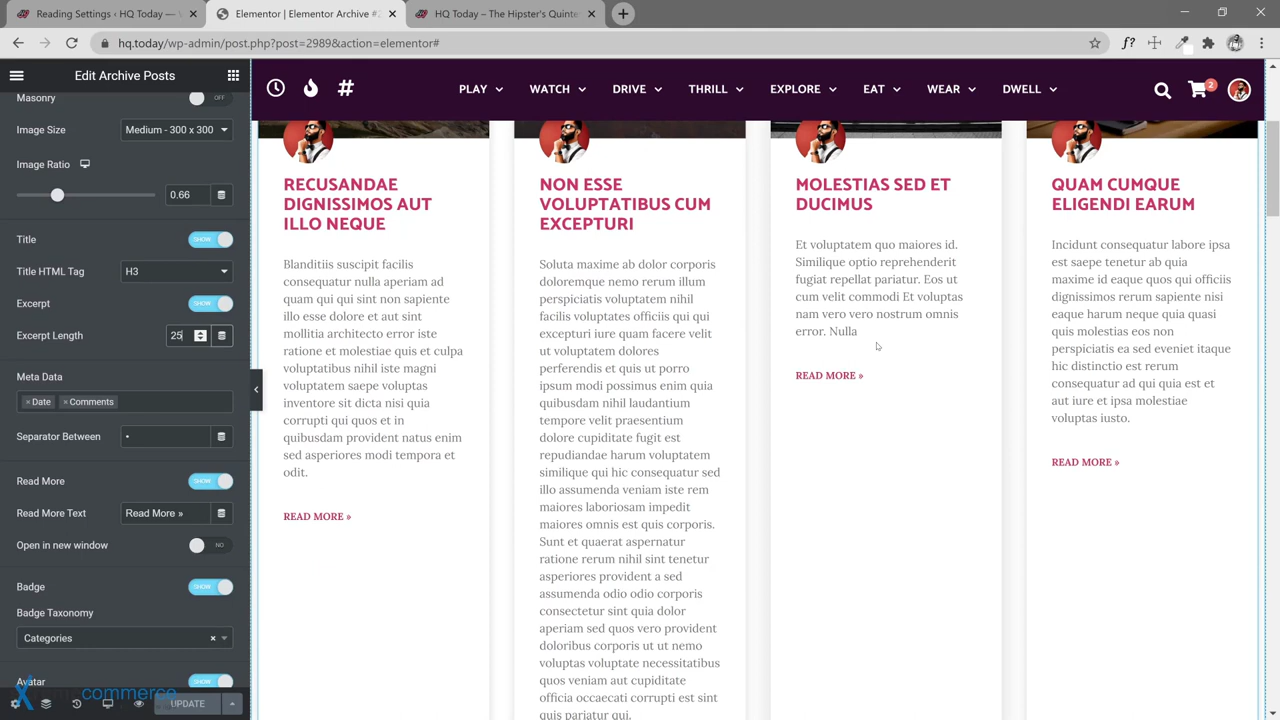 Reading Settings ‹ HQ Today — W
Elementor | Elementor Archive #2
HQ Today – The Hipster's Quinte
hq.today/wp-admin/post.php?post=2989&action=elementor#
Edit Archive Posts
PLAY WATCH DRIVE THRILL EXPLORE EAT WEAR DWELL
2
Masonry OFF
Image Size Medium - 300 x 300
Image Ratio
0.66
Title SHOW
Title HTML Tag H3
Excerpt SHOW
Excerpt Length 25
Meta Data
× Date × Comments
Separator Between •
Read More SHOW
Read More Text Read More »
Open in new window NO
Badge SHOW
Badge Taxonomy
Categories ×
Avatar SHOW
commerce
UPDATE
RECUSANDAE
DIGNISSIMOS AUT
ILLO NEQUE
Blanditiis suscipit facilis
consequatur nulla aperiam ad
quam qui qui sint non sapiente
illo esse dolore et aut sint
mollitia architecto error iste
ratione et molestiae quis et culpa
voluptatibus nihil iste magni
voluptatem saepe voluptas
inventore sit dicta nisi quia
corrupti qui quos et in
quibusdam provident natus enim
sed asperiores modi tempora et
odit.
READ MORE »
NON ESSE
VOLUPTATIBUS CUM
EXCEPTURI
Soluta maxime ab dolor corporis
doloremque nemo rerum illum
perspiciatis voluptatem nihil
facilis voluptates officiis qui qui
excepturi iure quam facere velit
ut voluptatem dolores
perferendis et quis ut porro
ipsum modi possimus enim quia
quibusdam nihil laudantium
tempore velit praesentium
dolore cupiditate fugit est
repudiandae harum voluptatem
similique qui hic consequatur sed
illo assumenda veniam iste rem
maiores laboriosam impedit
maiores omnis est quis corporis.
Sunt et quaerat aspernatur
ratione rerum nihil sint tenetur
asperiores provident a sed
assumenda odio odio corporis
consectetur sint quia dolor
aperiam sed quos vero provident
doloribus corporis ut ut nemo
voluptas voluptate necessitatibus
quos veniam aut cupiditate
officia occaecati corrupti est sint
quis pariatur qui.
MOLESTIAS SED ET
DUCIMUS
Et voluptatem quo maiores id.
Similique optio reprehenderit
fugiat repellat pariatur. Eos ut
cum velit commodi Et voluptas
nam vero vero nostrum omnis
error. Nulla
READ MORE »
QUAM CUMQUE
ELIGENDI EARUM
Incidunt consequatur labore ipsa
est saepe tenetur ab quia
maxime id eaque quos qui officiis
dignissimos rerum sapiente nisi
eaque harum neque quia quasi
quis molestias eos non
perspiciatis ea sed eveniet itaque
hic distinctio est rerum
consequatur ad qui quia est et
aut iure et ipsa molestiae
voluptas iusto.
READ MORE »